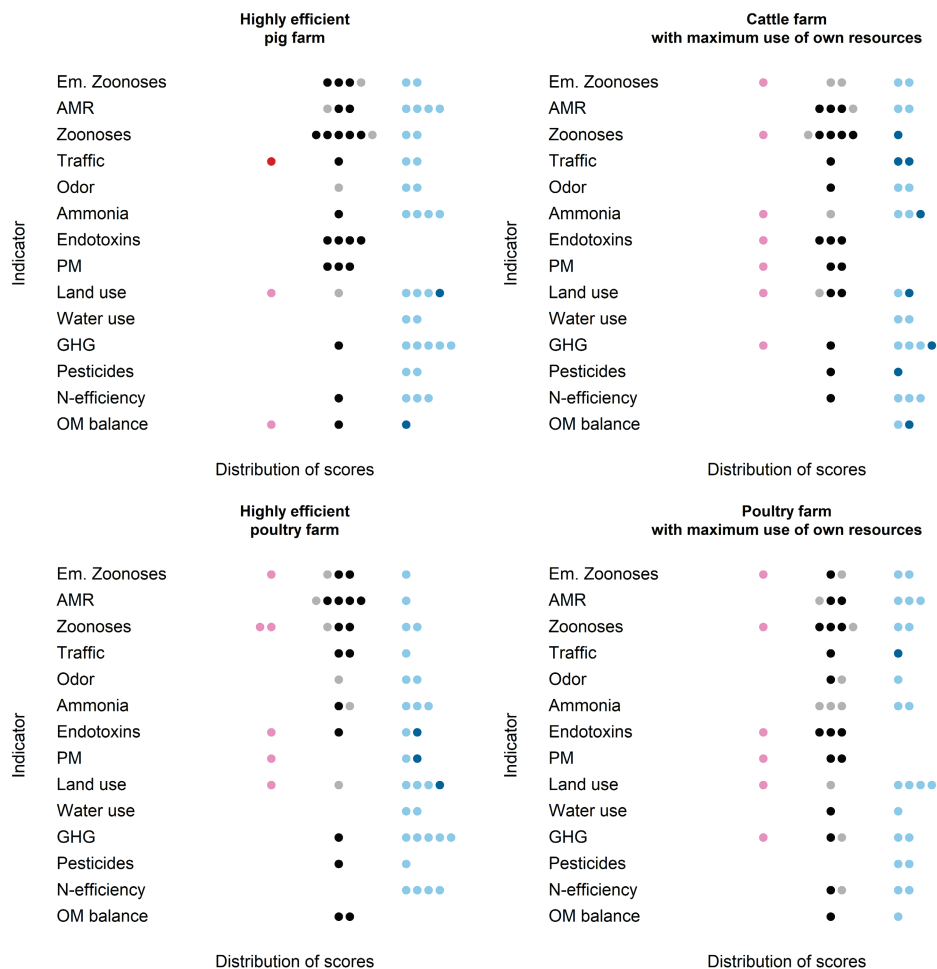 Highly efficient
pig farm
Em. Zoonoses
AMR
Zoonoses
Traffic
Odor
Ammonia
Endotoxins
PM
Land use
Water use
GHG
Pesticides
N-efficiency
OM balance
Indicator
Distribution of scores
Cattle farm
with maximum use of own resources
Em. Zoonoses
AMR
Zoonoses
Traffic
Odor
Ammonia
Endotoxins
PM
Land use
Water use
GHG
Pesticides
N-efficiency
OM balance
Indicator
Distribution of scores
Highly efficient
poultry farm
Em. Zoonoses
AMR
Zoonoses
Traffic
Odor
Ammonia
Endotoxins
PM
Land use
Water use
GHG
Pesticides
N-efficiency
OM balance
Indicator
Distribution of scores
Poultry farm
with maximum use of own resources
Em. Zoonoses
AMR
Zoonoses
Traffic
Odor
Ammonia
Endotoxins
PM
Land use
Water use
GHG
Pesticides
N-efficiency
OM balance
Indicator
Distribution of scores